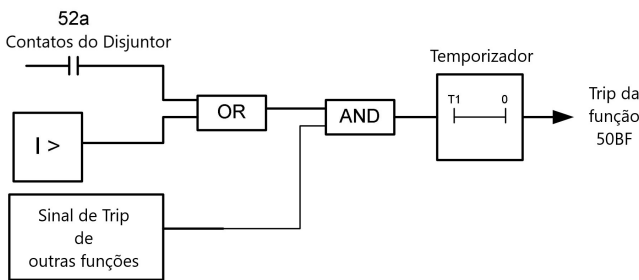 52a
Contatos do Disjuntor
I >
OR
Sinal de Trip
de
outras funções
AND
Temporizador
T1 0
Trip da
função
50BF